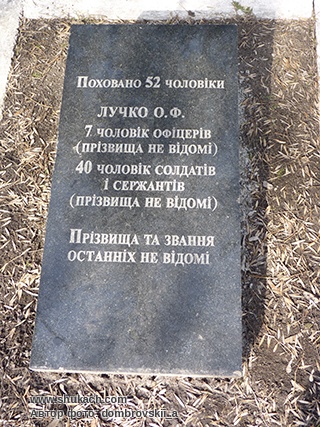 Поховано 52 чоловіки
Лучко О.Ф.
7 чоловік офіцерів
(прізвища не відомі)
40 чоловік солдатів
і сержантів
(прізвища не відомі)
Прізвища та звання
останніх не відомі
www.shukach.com
Автор фото: dombrovskii.a